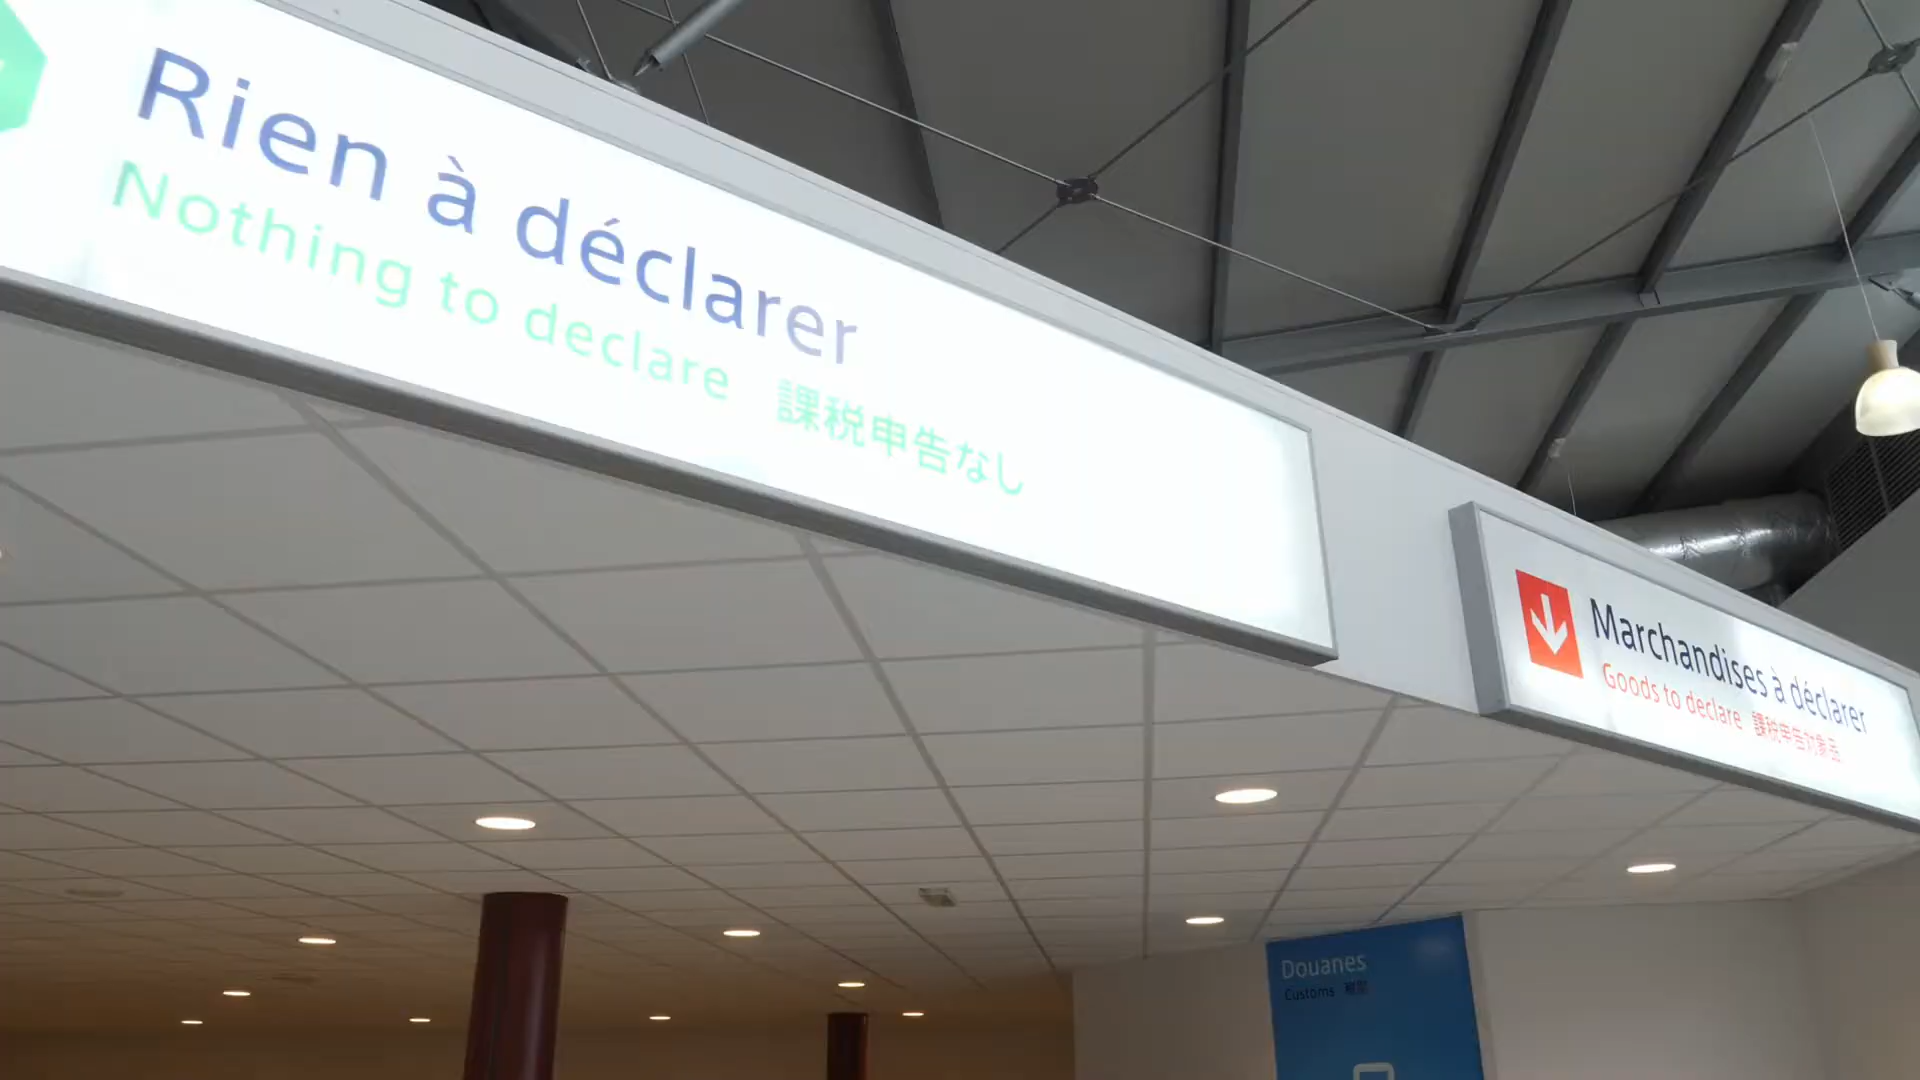 Rien à déclarer
Nothing to declare 課税申告なし
Marchandises à déclarer
Goods to declare 課税申告対象品
Douanes
Customs 税関